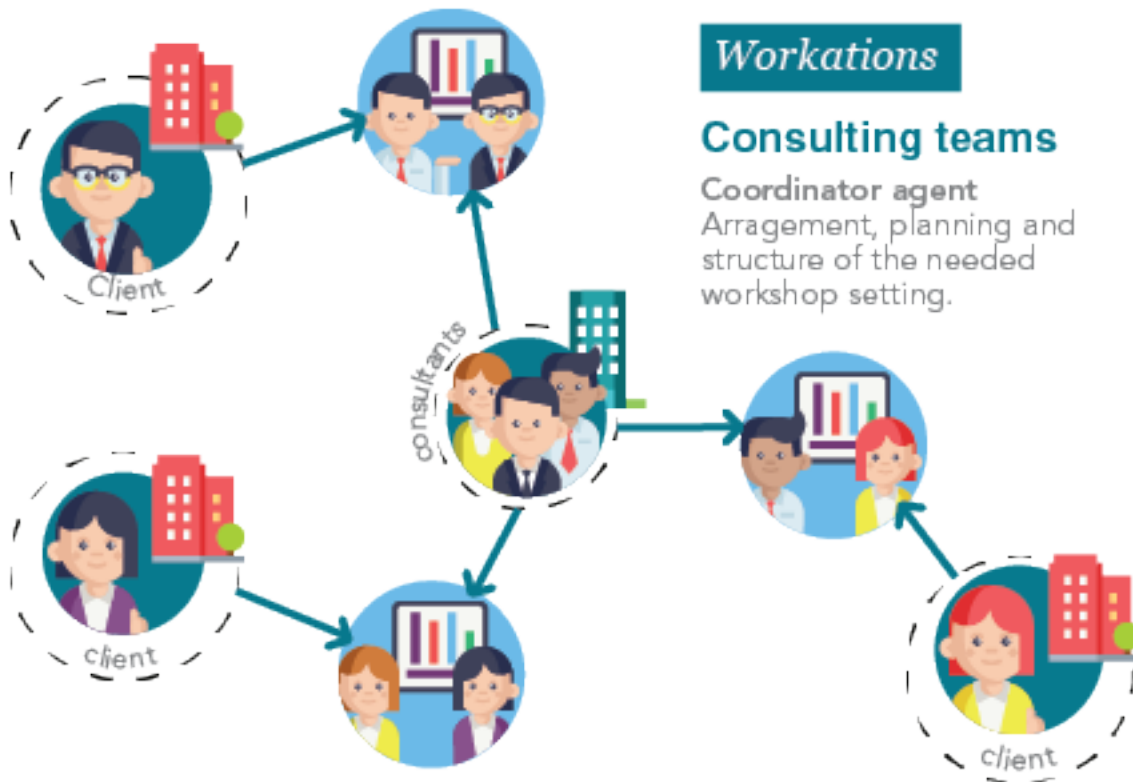 Workations
Consulting teams
Coordinator agent
Arragement, planning and
structure of the needed
workshop setting.
Client
consultants
client
client